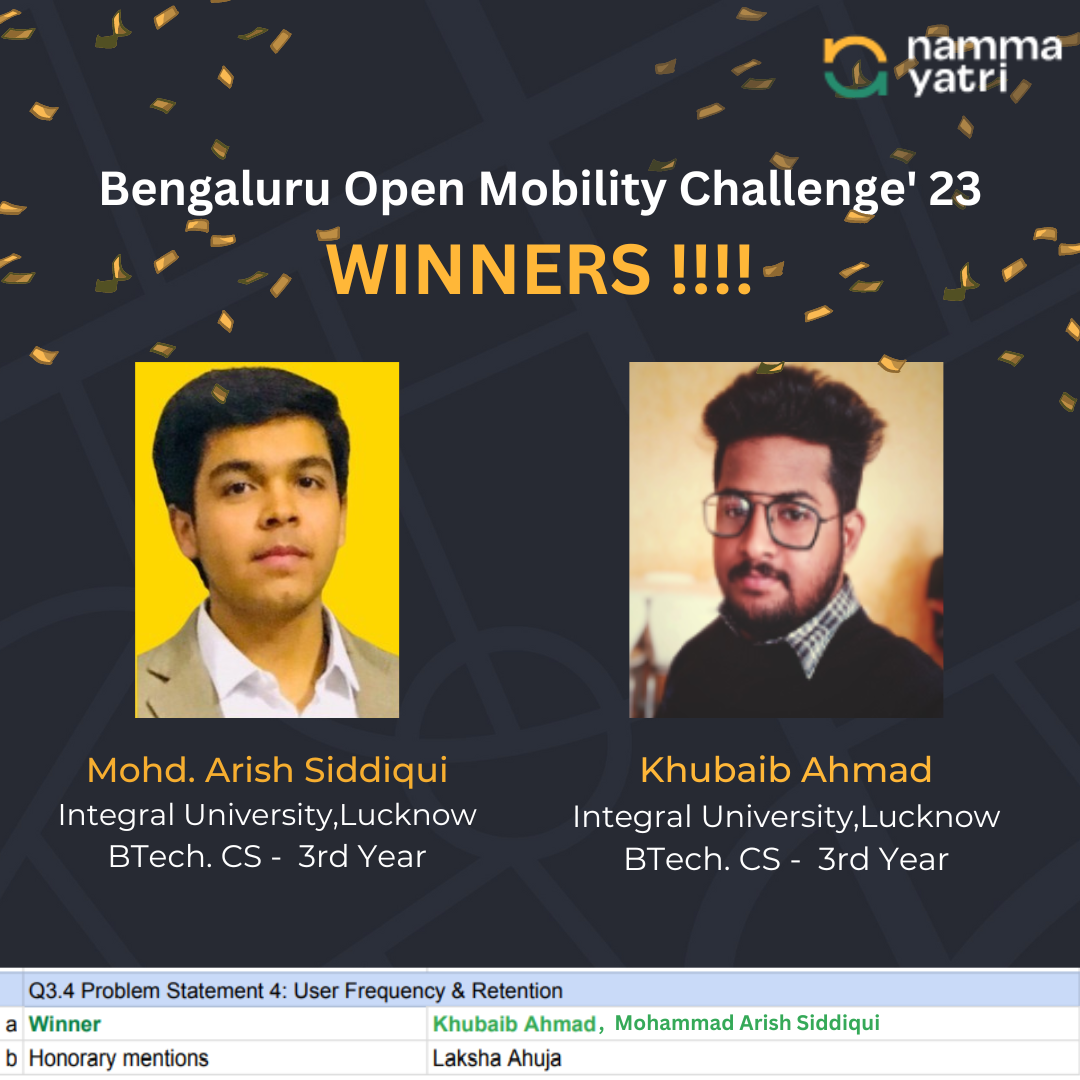 namma
yatri
Bengaluru Open Mobility Challenge' 23
WINNERS !!!!
Mohd. Arish Siddiqui
Integral University,Lucknow
BTech. CS - 3rd Year
Khubaib Ahmad
Integral University,Lucknow
BTech. CS - 3rd Year
Q3.4 Problem Statement 4: User Frequency & Retention
a Winner Khubaib Ahmad, Mohammad Arish Siddiqui
b Honorary mentions Laksha Ahuja